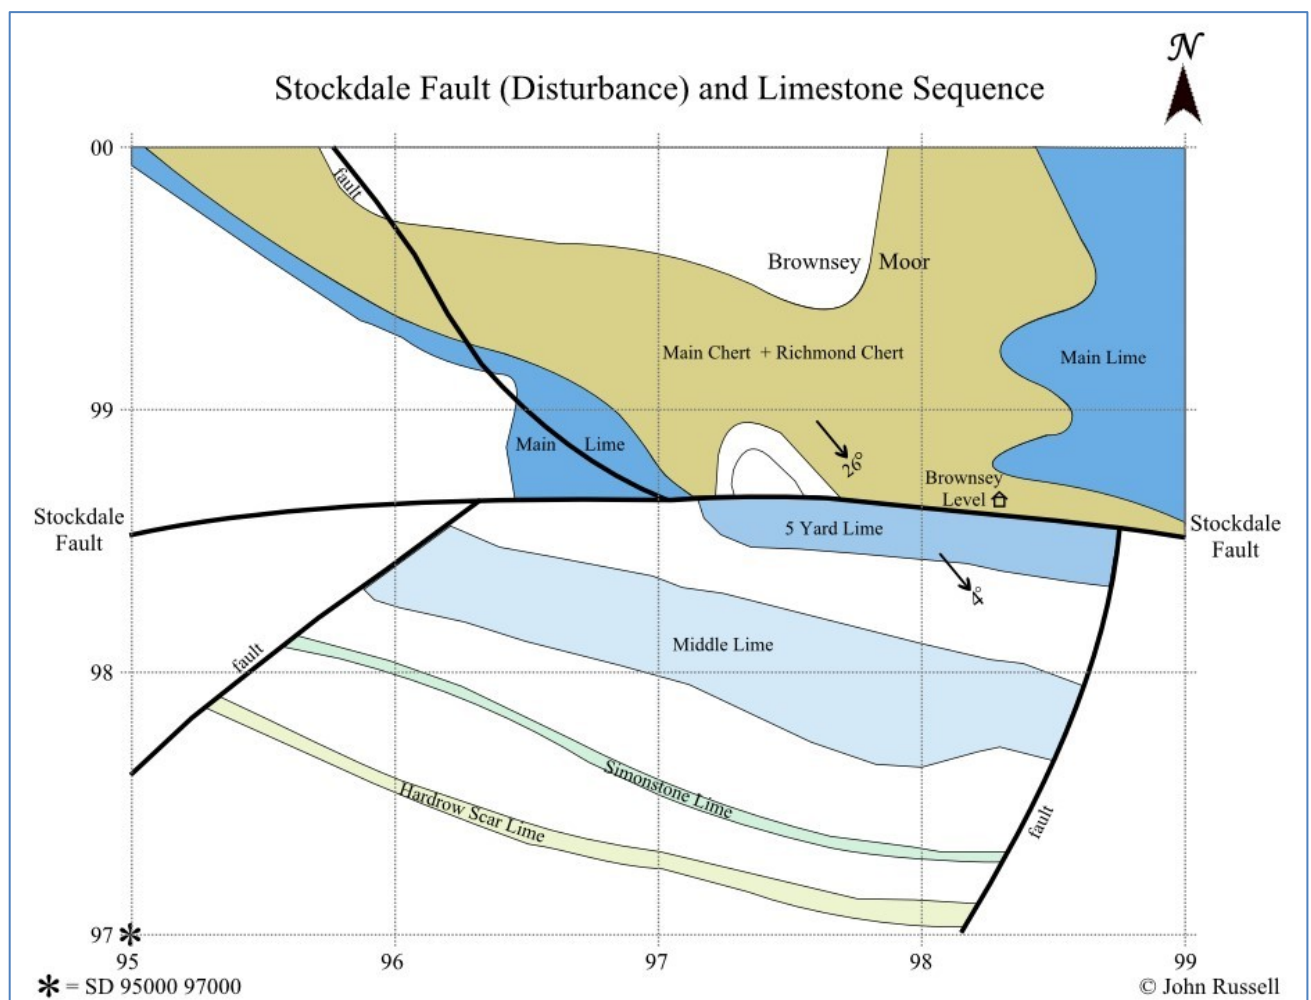 N
Stockdale Fault (Disturbance) and Limestone Sequence
00
fault
Brownsey Moor
Main Chert + Richmond Chert
Main Lime
99
Main Lime
26°
Brownsey
Level
Stockdale
Fault
5 Yard Lime
Stockdale
Fault
4°
Middle Lime
fault
98
Simonstone Lime
Hardrow Scar Lime
fault
97
95 96 97 98 99
* = SD 95000 97000
© John Russell